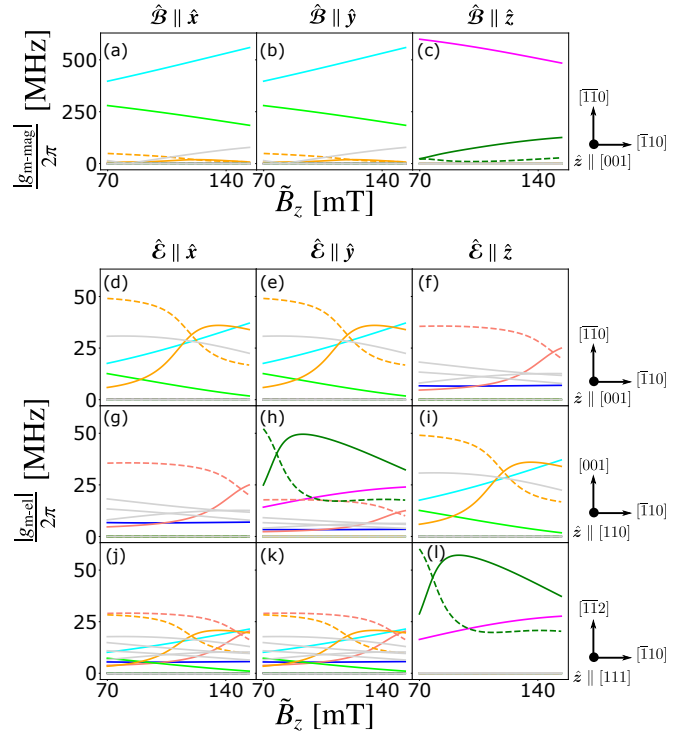 𝓑̂ ∥ x̂ 𝓑̂ ∥ ŷ 𝓑̂ ∥ ẑ
(a) (b) (c)
500
250
0
|g_m-mag| / 2π [MHz]
70 140 70 140 70 140
B̃_z [mT]
[1̅1̅0]
[1̅10]
ẑ ∥ [001]
𝓔̂ ∥ x̂ 𝓔̂ ∥ ŷ 𝓔̂ ∥ ẑ
(d) (e) (f)
50
25
0
[1̅1̅0]
[1̅10]
ẑ ∥ [001]
(g) (h) (i)
50
25
0
|g_m-el| / 2π [MHz]
[001]
[1̅10]
ẑ ∥ [110]
(j) (k) (l)
50
25
0
[1̅1̅2]
[1̅10]
ẑ ∥ [111]
70 140 70 140 70 140
B̃_z [mT]